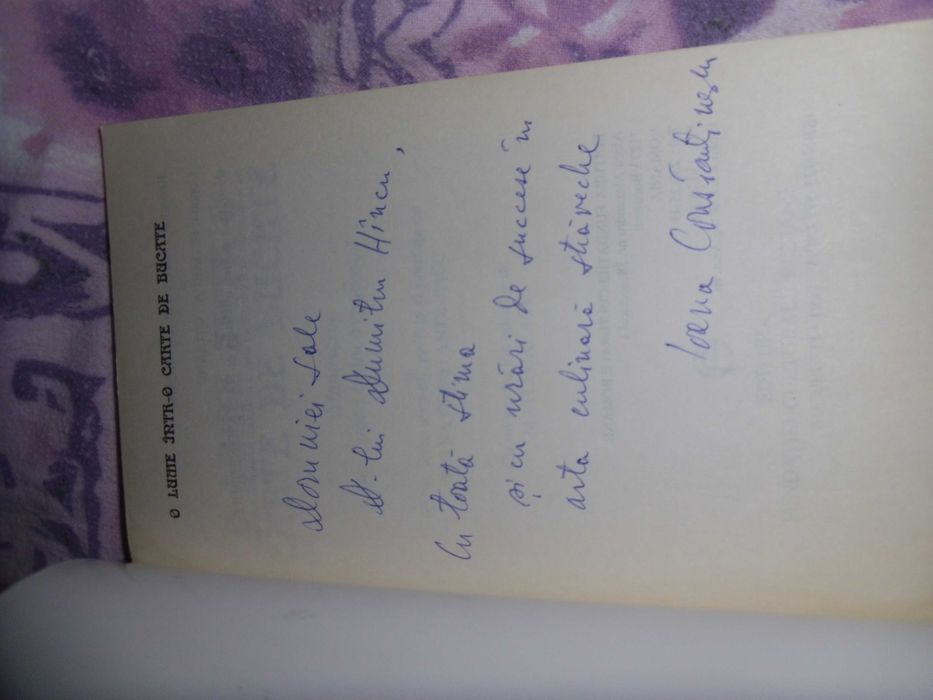 O LUME ÎNTR-O CARTE DE BUCATE
Domniei Sale
D-lui Dumitru Hîncu,
Cu toată stima
și cu urări de succese în
arta culinară străveche
Ioana Constantinescu